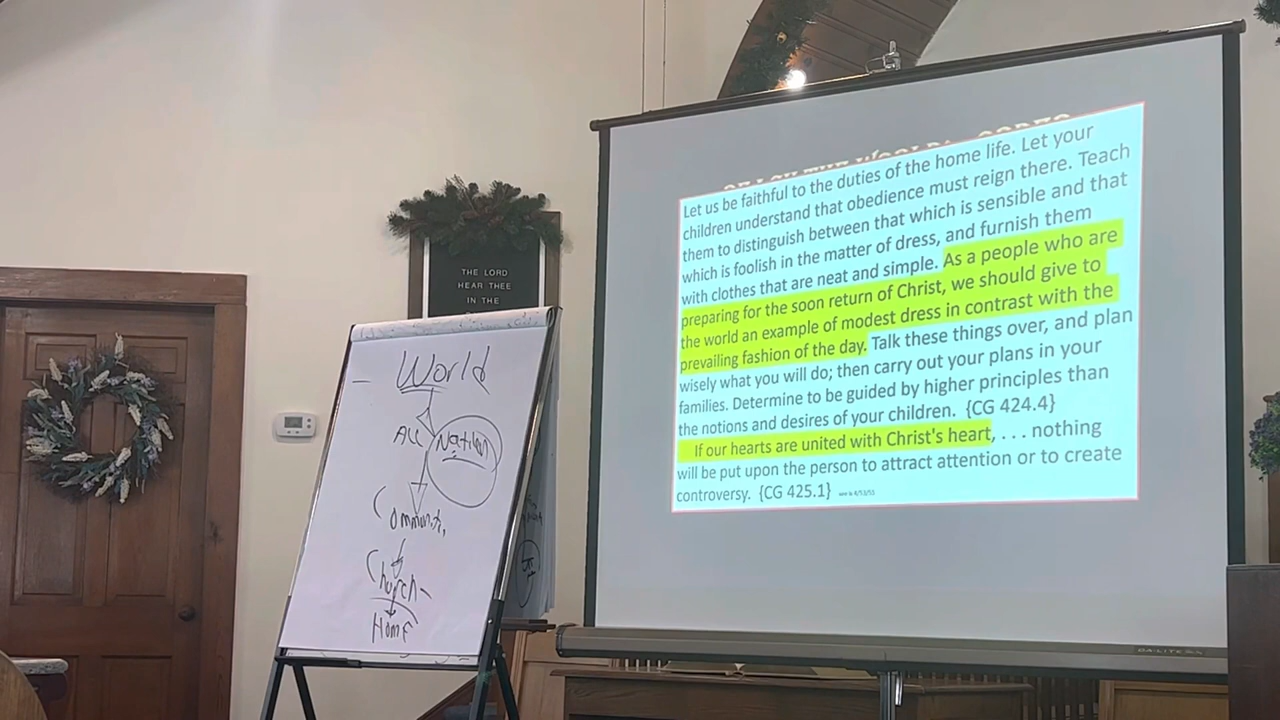 THE LORD
HEAR THEE
IN THE
World
All Nation
Community
Church
Home
Let us be faithful to the duties of the home life. Let your
children understand that obedience must reign there. Teach
them to distinguish between that which is sensible and that
which is foolish in the matter of dress, and furnish them
with clothes that are neat and simple. As a people who are
preparing for the soon return of Christ, we should give to
the world an example of modest dress in contrast with the
prevailing fashion of the day. Talk these things over, and plan
wisely what you will do; then carry out your plans in your
families. Determine to be guided by higher principles than
the notions and desires of your children. {CG 424.4}
If our hearts are united with Christ's heart, . . . nothing
will be put upon the person to attract attention or to create
controversy. {CG 425.1}
DA-LITE